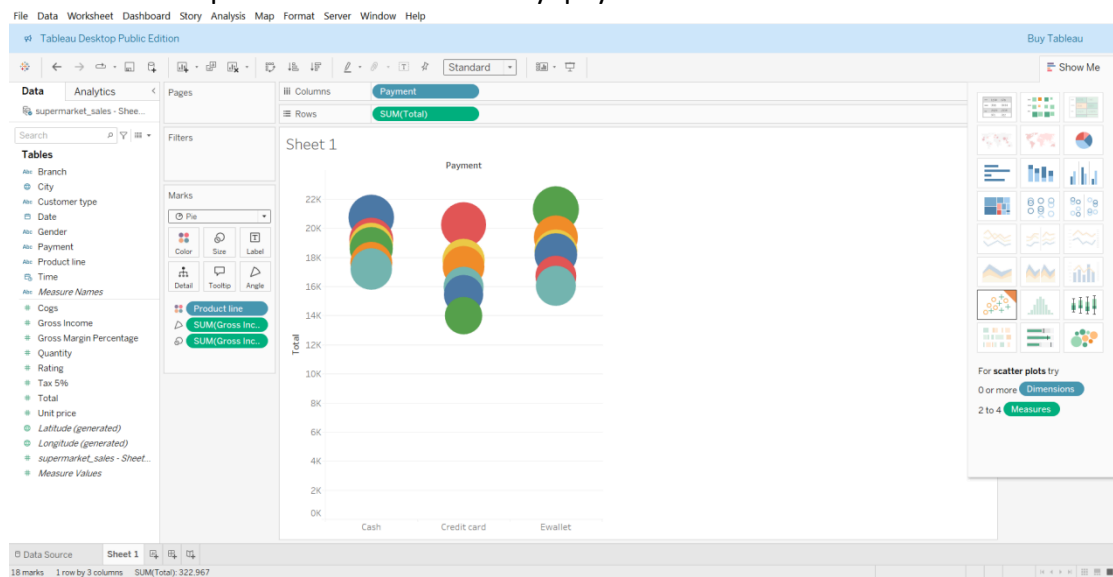 File Data Worksheet Dashboard Story Analysis Map Format Server Window Help
Tableau Desktop Public Edition
Buy Tableau
Standard
Show Me
Data Analytics
supermarket_sales - Shee...
Search
Tables
Abc Branch
City
Abc Customer type
Date
Abc Gender
Abc Payment
Abc Product line
Time
Abc Measure Names
# Cogs
# Gross Income
# Gross Margin Percentage
# Quantity
# Rating
# Tax 5%
# Total
# Unit price
Latitude (generated)
Longitude (generated)
# supermarket_sales - Sheet...
# Measure Values
Pages
Filters
Marks
Pie
Color Size Label
Detail Tooltip Angle
Product line
SUM(Gross Inc..
SUM(Gross Inc..
Columns Payment
Rows SUM(Total)
Sheet 1
Payment
22K
20K
18K
16K
14K
12K
10K
8K
6K
4K
2K
0K
Total
Cash Credit card Ewallet
For scatter plots try
0 or more Dimensions
2 to 4 Measures
Data Source Sheet 1
18 marks 1 row by 3 columns SUM(Total): 322,967